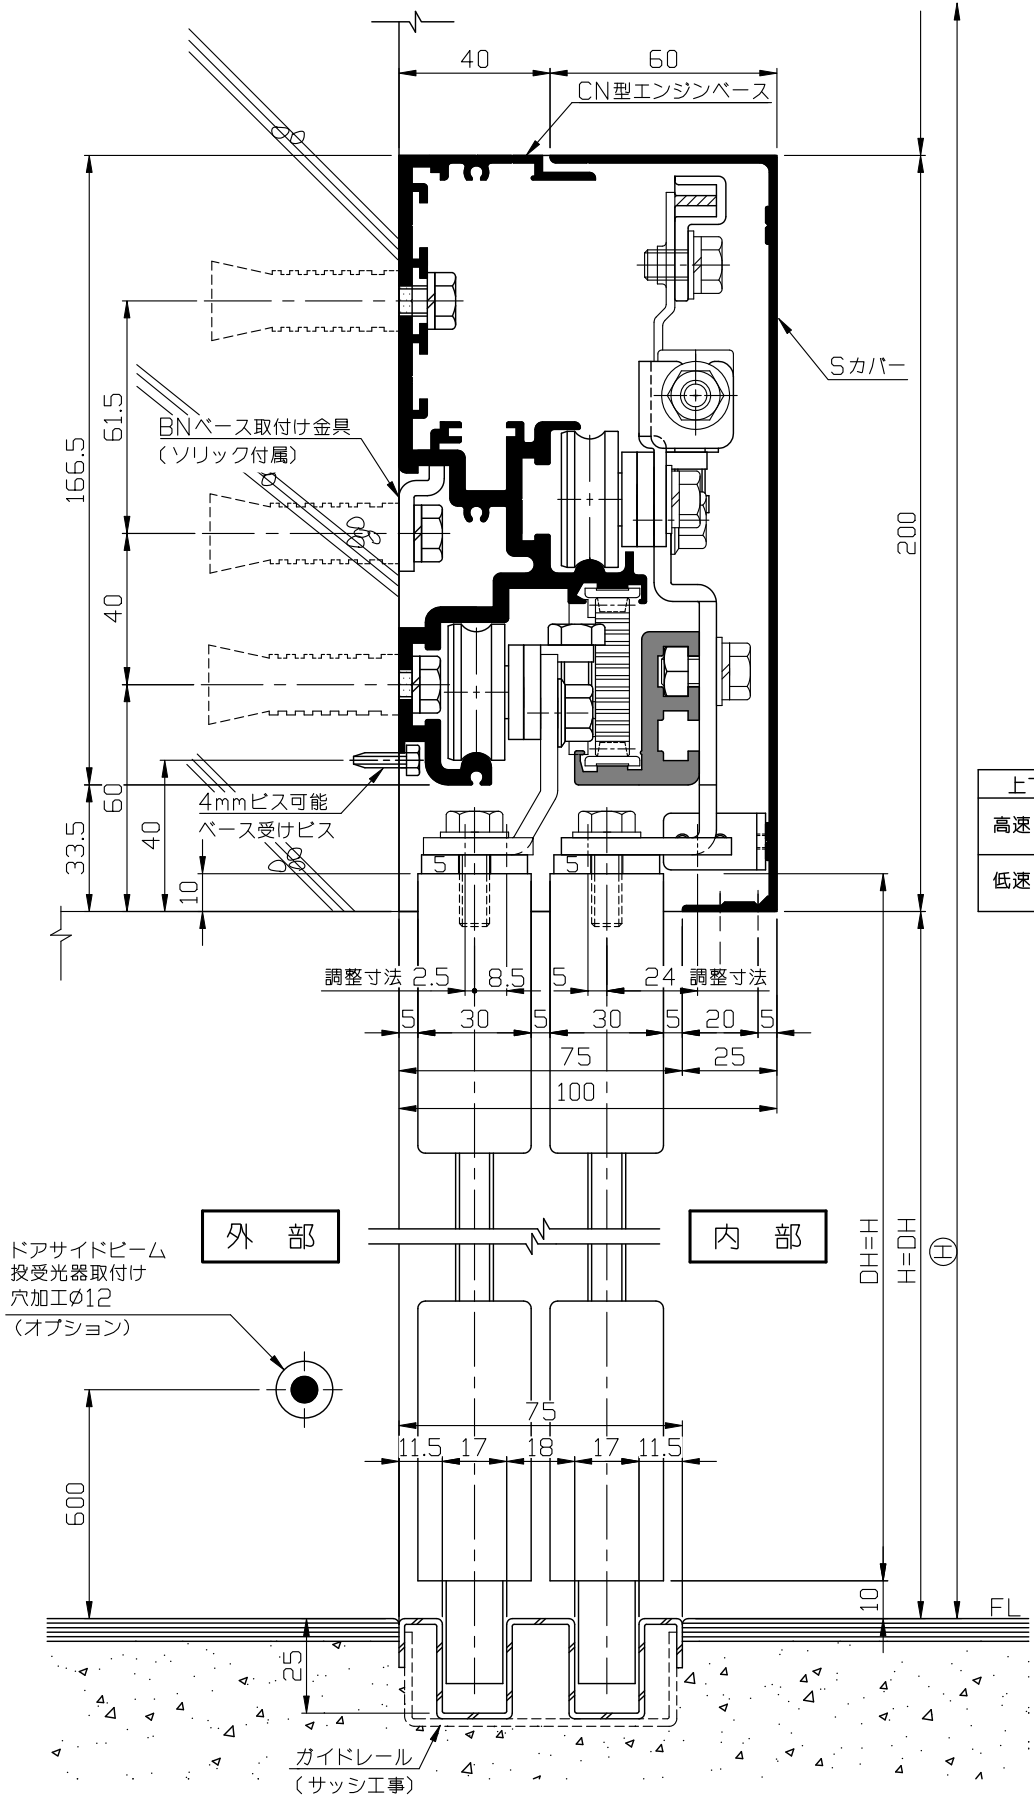 40
60
CN型エンジンベース
Sカバー
BNベース取付け金具
(ソリック付属)
166.5
61.5
40
60
33.5
40
10
200
4mmビス可能
ベース受けビス
上
高速
低速
5
5
調整寸法 2.5
8.5
5
24 調整寸法
5
30
5
30
5
20
5
75
25
100
外 部
内 部
DH=H
H=DH
Ⓗ
ドアサイドビーム
投受光器取付け
穴加工Ø12
(オプション)
75
11.5
17
18
17
11.5
600
10
FL
25
ガイドレール
(サッシ工事)